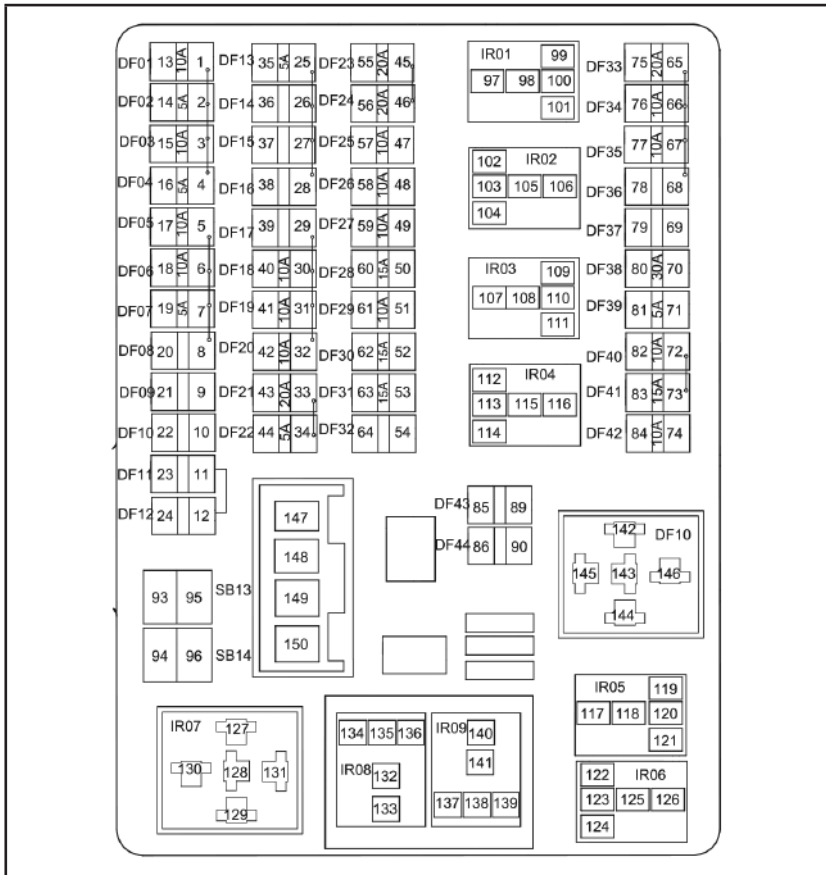 DF01 13 10A 1
DF02 14 5A 2
DF03 15 10A 3
DF04 16 5A 4
DF05 17 10A 5
DF06 18 10A 6
DF07 19 5A 7
DF08 20 8
DF09 21 9
DF10 22 10
DF11 23 11
DF12 24 12
DF13 35 5A 25
DF14 36 26
DF15 37 27
DF16 38 28
DF17 39 29
DF18 40 10A 30
DF19 41 10A 31
DF20 42 10A 32
DF21 43 20A 33
DF22 44 5A 34
DF23 55 20A 45
DF24 56 20A 46
DF25 57 10A 47
DF26 58 10A 48
DF27 59 10A 49
DF28 60 15A 50
DF29 61 10A 51
DF30 62 15A 52
DF31 63 15A 53
DF32 64 54
IR01 99
97 98 100
101
102 IR02
103 105 106
104
IR03 109
107 108 110
111
112 IR04
113 115 116
114
DF33 75 20A 65
DF34 76 10A 66
DF35 77 10A 67
DF36 78 68
DF37 79 69
DF38 80 30A 70
DF39 81 5A 71
DF40 82 10A 72
DF41 83 15A 73
DF42 84 10A 74
93 95 SB13
94 96 SB14
147
148
149
150
DF43 85 89
DF44 86 90
142 DF10
145 143 146
144
IR07 127
130 128 131
129
134 135 136
IR08 132
133
IR09 140
141
137 138 139
IR05 119
117 118 120
121
122 IR06
123 125 126
124